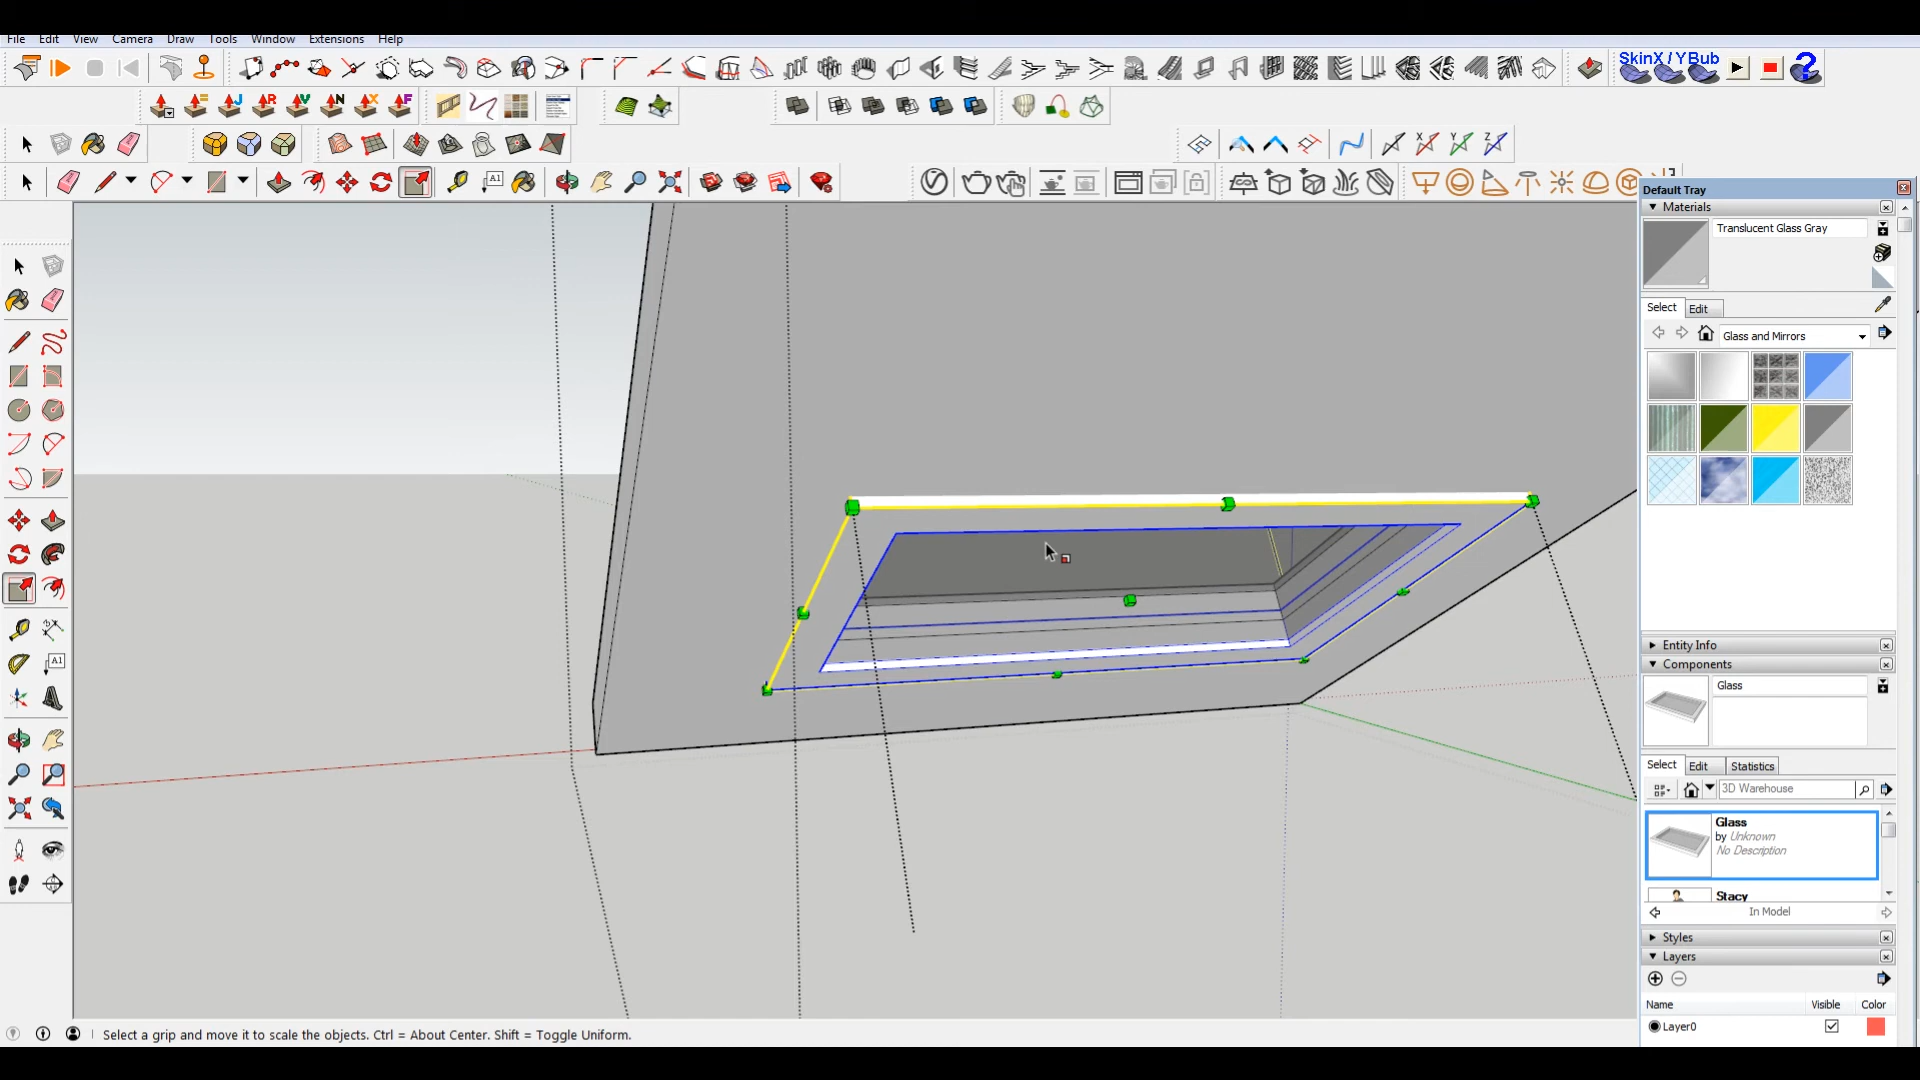 File Edit View Camera Draw Tools Window Extensions Help
SkinX / YBub
J R V N X F
X Y Z
A1
Default Tray
Materials
Translucent Glass Gray
Select Edit
Glass and Mirrors
A1
Entity Info
Components
Glass
Select Edit Statistics
3D Warehouse
Glass
by Unknown
No Description
Stacy
In Model
Styles
Layers
Name Visible Color
Layer0
Select a grip and move it to scale the objects. Ctrl = About Center. Shift = Toggle Uniform.